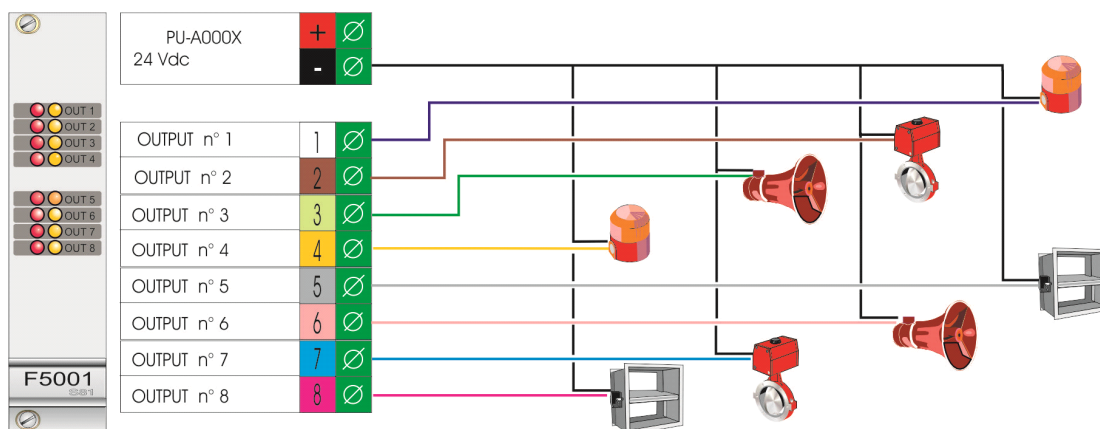 PU-A000X
24 Vdc
+
-
OUT 1
OUT 2
OUT 3
OUT 4
OUT 5
OUT 6
OUT 7
OUT 8
F5001
S:81
OUTPUT n° 1 1
OUTPUT n° 2 2
OUTPUT n° 3 3
OUTPUT n° 4 4
OUTPUT n° 5 5
OUTPUT n° 6 6
OUTPUT n° 7 7
OUTPUT n° 8 8